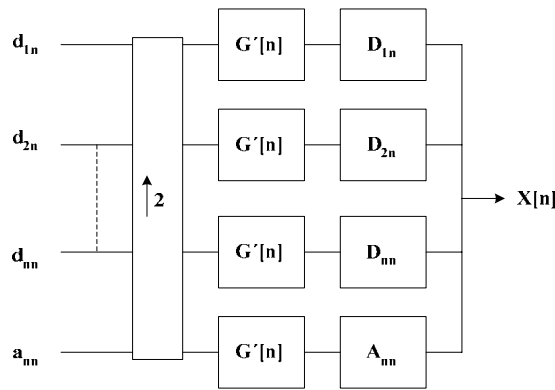 d1n G´[n] D1n
d2n G´[n] D2n
2 X[n]
dnn G´[n] Dnn
ann G´[n] Ann